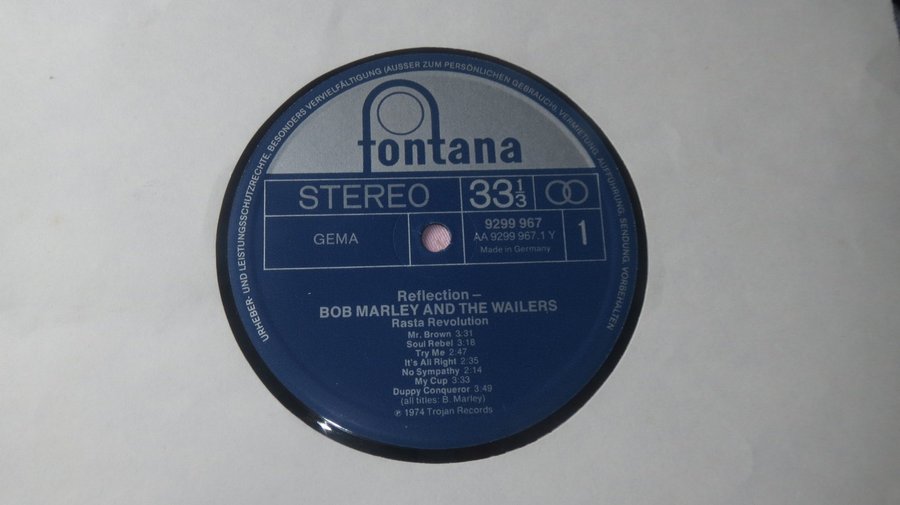 URHEBER- UND LEISTUNGSSCHUTZRECHTE, BESONDERS VERVIELFÄLTIGUNG (AUSSER ZUM PERSÖNLICHEN GEBRAUCH), VERMIETUNG, AUFFÜHRUNG, SENDUNG, VORBEHALTEN
fontana
STEREO
33 1/3
GEMA
9299 967
AA 9299 967.1 Y
Made in Germany
1
Reflection –
BOB MARLEY AND THE WAILERS
Rasta Revolution
Mr. Brown 3:31
Soul Rebel 3:18
Try Me 2:47
It's All Right 2:35
No Sympathy 2:14
My Cup 3:33
Duppy Conqueror 3:49
(all titles: B. Marley)
℗ 1974 Trojan Records